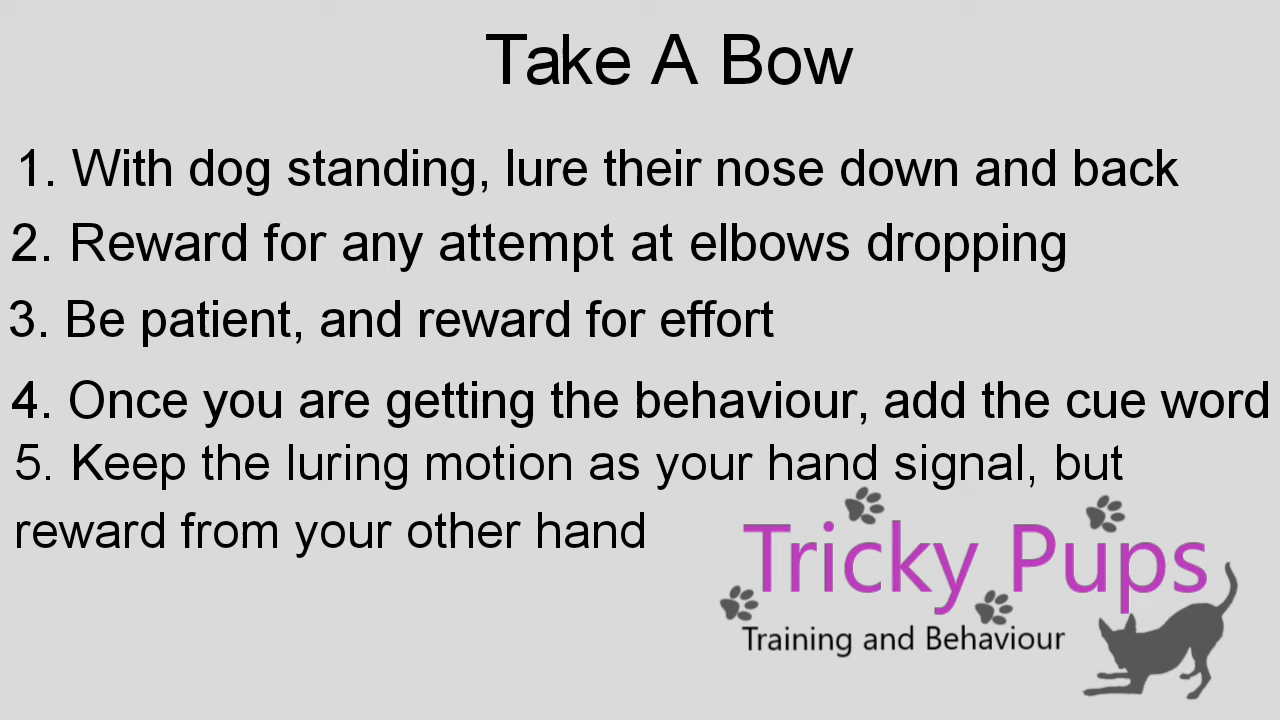 Take A Bow
1. With dog standing, lure their nose down and back
2. Reward for any attempt at elbows dropping
3. Be patient, and reward for effort
4. Once you are getting the behaviour, add the cue word
5. Keep the luring motion as your hand signal, but
reward from your other hand
Tricky Pups
Training and Behaviour